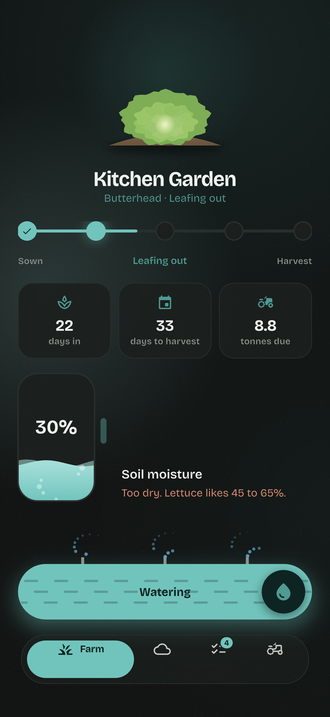 Kitchen Garden
Butterhead · Leafing out
Sown
Leafing out
Harvest
22
days in
33
days to harvest
8.8
tonnes due
30%
Soil moisture
Too dry. Lettuce likes 45 to 65%.
Watering
Farm
4